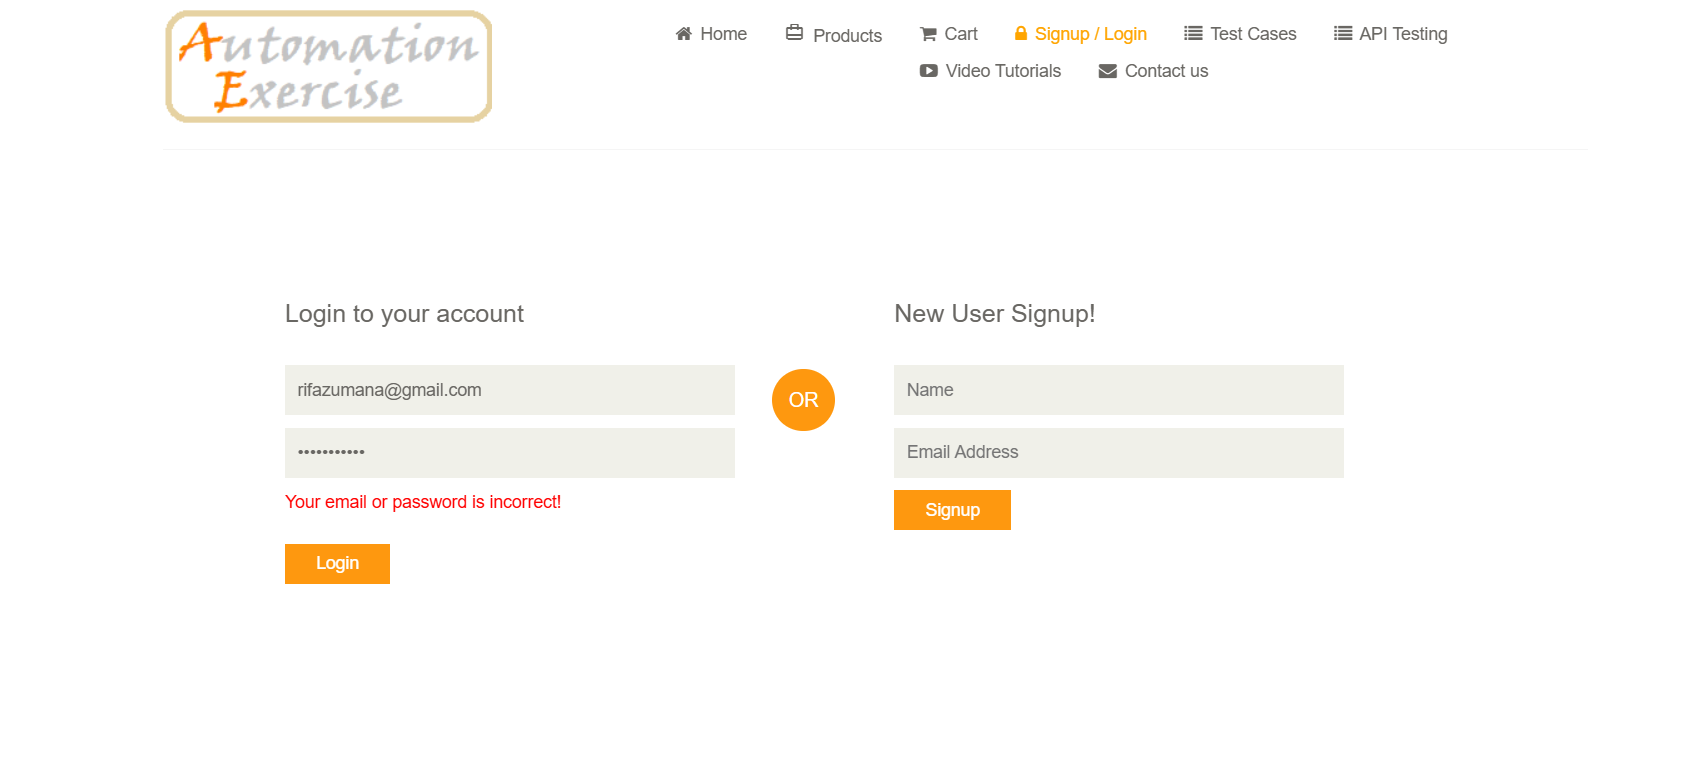 Automation
Exercise
Home Products Cart Signup / Login Test Cases API Testing
Video Tutorials Contact us
Login to your account
rifazumana@gmail.com
•••••••••••
Your email or password is incorrect!
Login
OR
New User Signup!
Name
Email Address
Signup